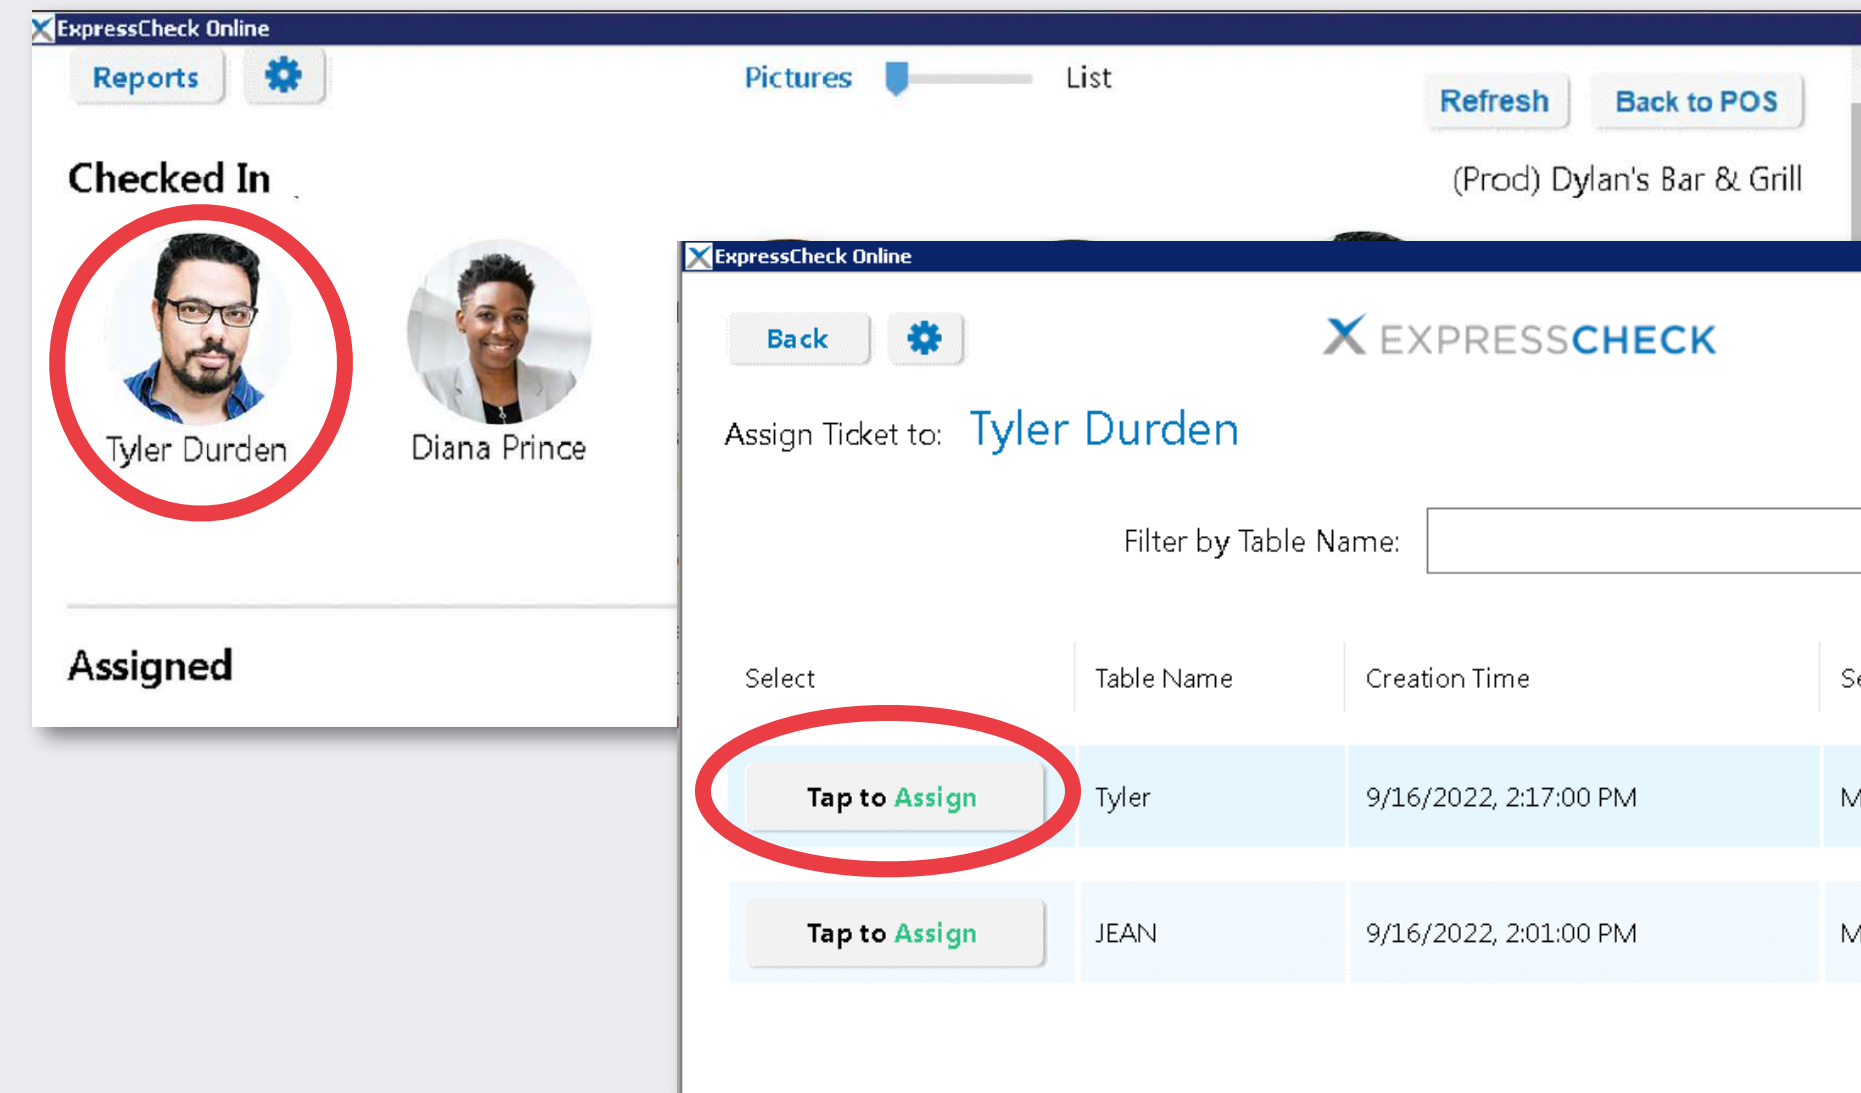 ExpressCheck Online
Reports
Pictures List
Refresh Back to POS
Checked In
(Prod) Dylan's Bar & Grill
Tyler Durden
Diana Prince
Assigned
ExpressCheck Online
Back
EXPRESSCHECK
Assign Ticket to: Tyler Durden
Filter by Table Name:
Select Table Name Creation Time
Tap to Assign Tyler 9/16/2022, 2:17:00 PM
Tap to Assign JEAN 9/16/2022, 2:01:00 PM